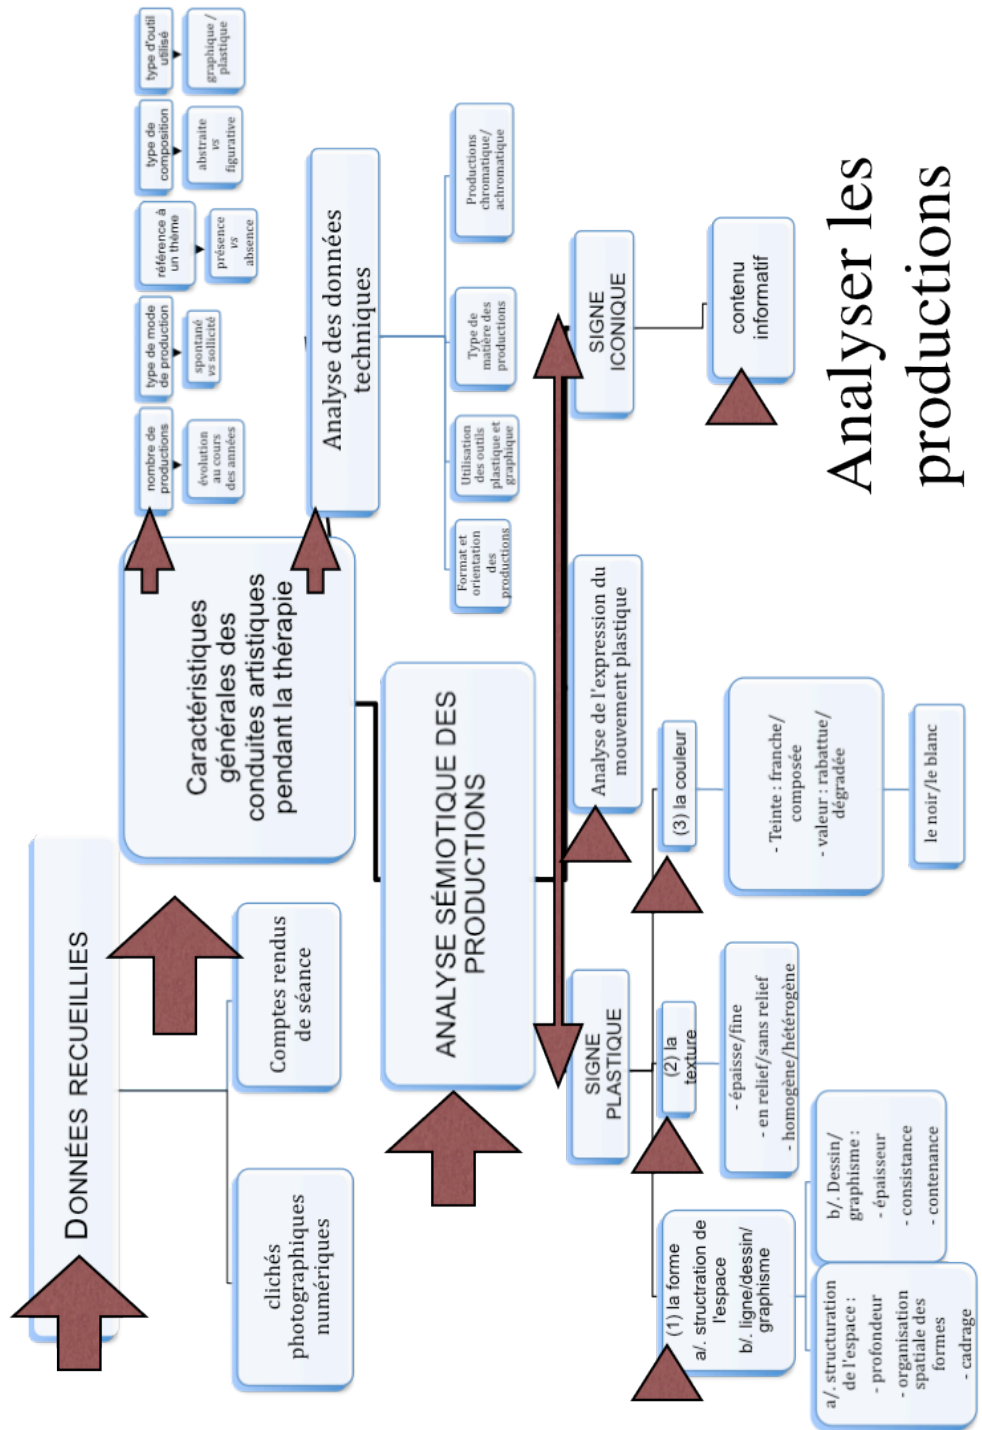 DONNÉES RECUEILLIES
clichés
photographiques
numériques
Comptes rendus
de séance
Caractéristiques
générales des
conduites artistiques
pendant la thérapie
nombre de
productions
évolution
au cours
des années
type de mode
de production
spontané
vs sollicité
référence à
un thème
présence
vs
absence
type de
composition
abstraite
vs
figurative
type d'outil
utilisé
graphique /
plastique
Analyse des données
techniques
Format et
orientation
des
productions
Utilisation
des outils
plastique et
graphique
Type de
matière des
productions
Productions
chromatique/
achromatique
ANALYSE SÉMIOTIQUE DES
PRODUCTIONS
SIGNE
PLASTIQUE
Analyse de l'expression du
mouvement plastique
SIGNE
ICONIQUE
(1) la forme
a/. structration de
l'espace
b/. ligne/dessin/
graphisme
(2) la
texture
(3) la couleur
contenu
informatif
a/. structuration
de l'espace :
- profondeur
- organisation
spatiale des
formes
- cadrage
b/. Dessin/
graphisme :
- épaisseur
- consistance
- contenance
- épaisse/fine
- en relief/sans relief
- homogène/hétérogène
- Teinte : franche/
composée
- valeur : rabattue/
dégradée
le noir/le blanc
Analyser les
productions